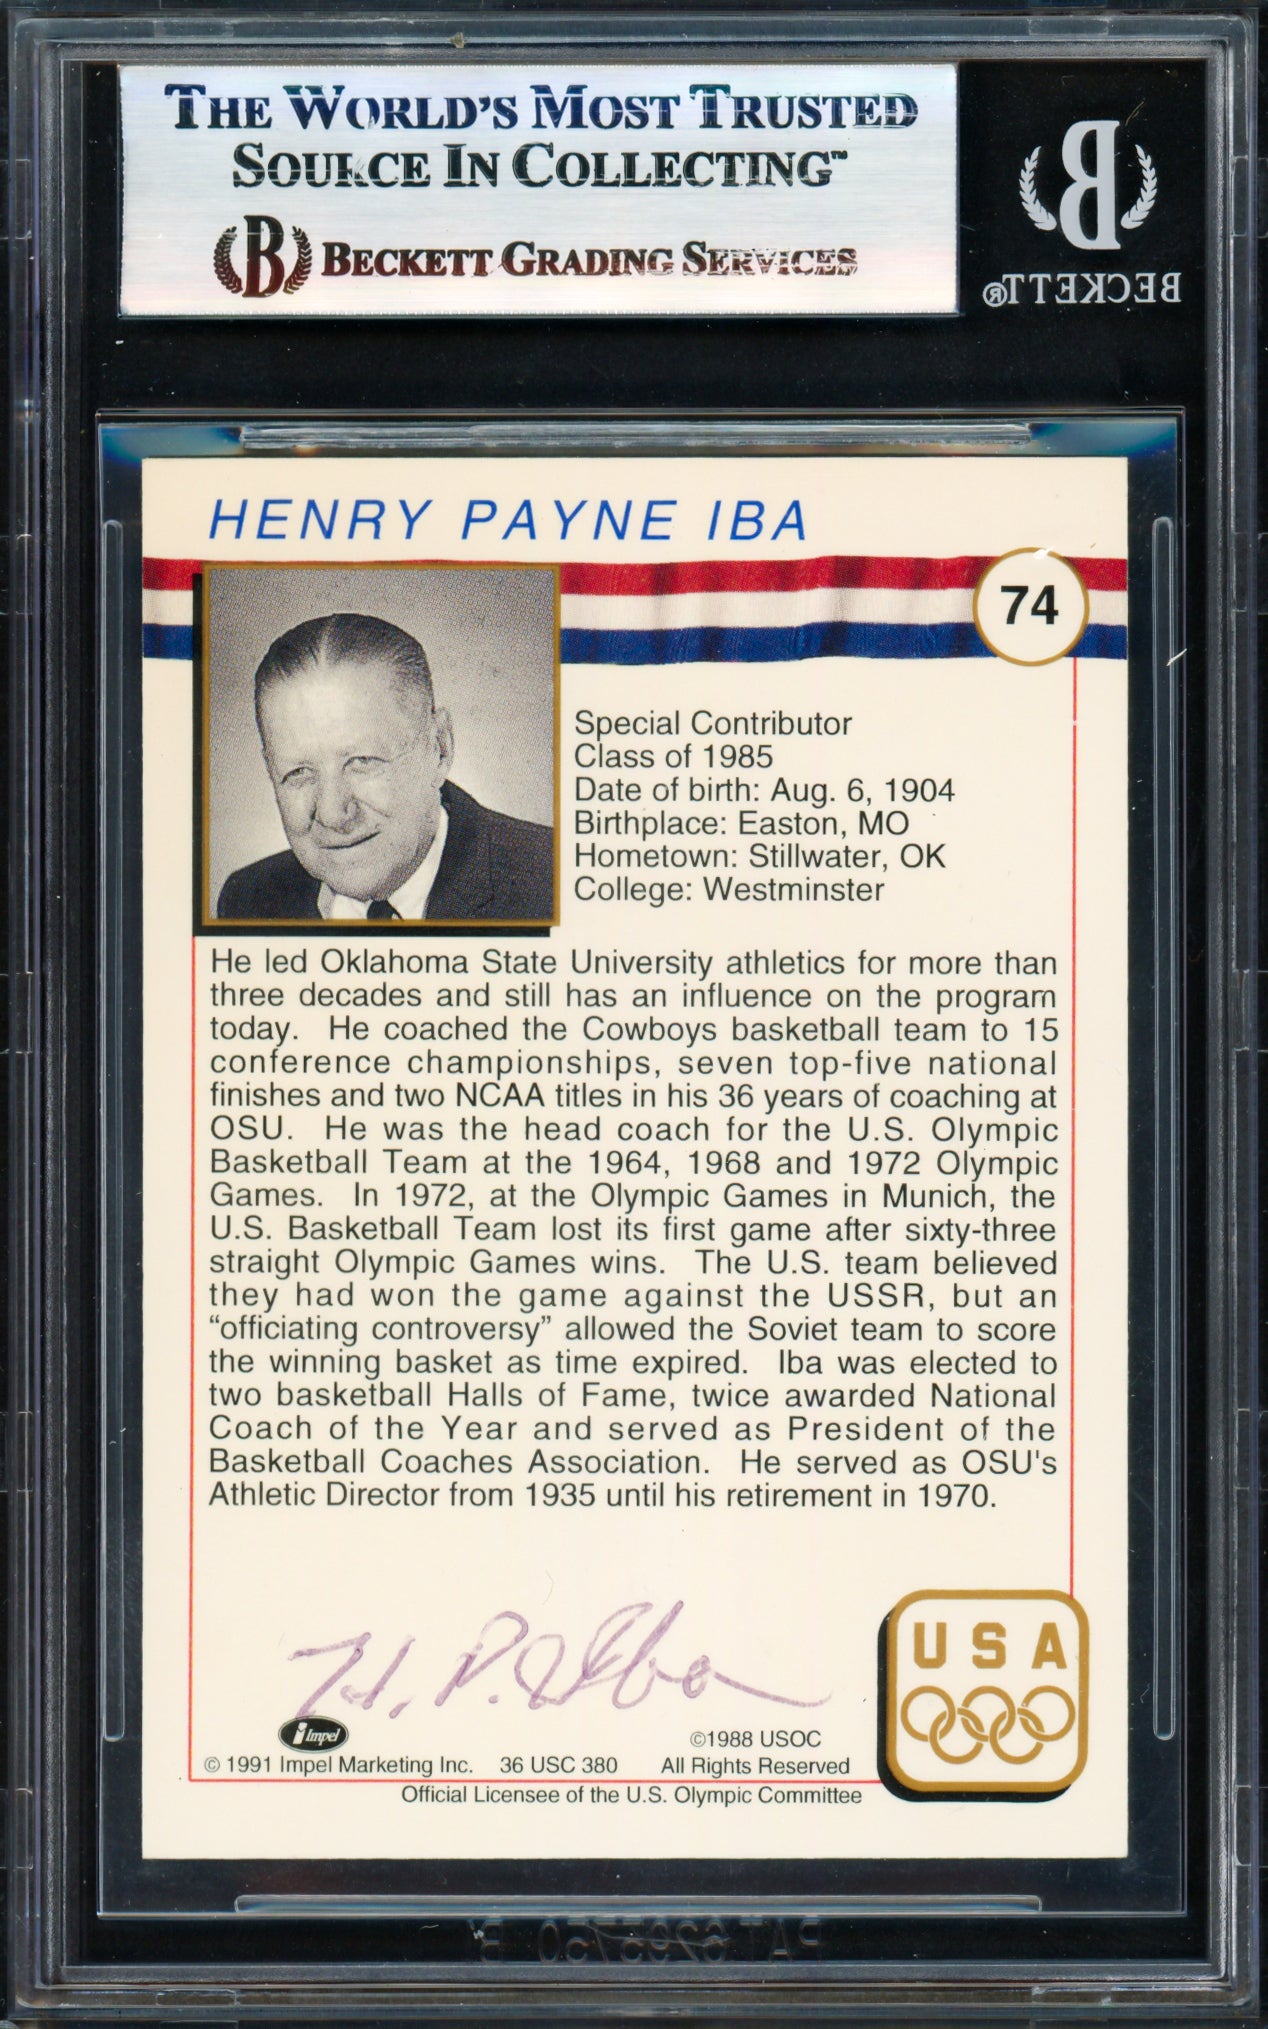 THE WORLD'S MOST TRUSTED
SOURCE IN COLLECTING™
B BECKETT GRADING SERVICES
B
BECKETT®
HENRY PAYNE IBA
74
Special Contributor
Class of 1985
Date of birth: Aug. 6, 1904
Birthplace: Easton, MO
Hometown: Stillwater, OK
College: Westminster
He led Oklahoma State University athletics for more than
three decades and still has an influence on the program
today. He coached the Cowboys basketball team to 15
conference championships, seven top-five national
finishes and two NCAA titles in his 36 years of coaching at
OSU. He was the head coach for the U.S. Olympic
Basketball Team at the 1964, 1968 and 1972 Olympic
Games. In 1972, at the Olympic Games in Munich, the
U.S. Basketball Team lost its first game after sixty-three
straight Olympic Games wins. The U.S. team believed
they had won the game against the USSR, but an
“officiating controversy” allowed the Soviet team to score
the winning basket as time expired. Iba was elected to
two basketball Halls of Fame, twice awarded National
Coach of the Year and served as President of the
Basketball Coaches Association. He served as OSU's
Athletic Director from 1935 until his retirement in 1970.
H. P. Iba
USA
Impel
©1988 USOC
© 1991 Impel Marketing Inc. 36 USC 380 All Rights Reserved
Official Licensee of the U.S. Olympic Committee